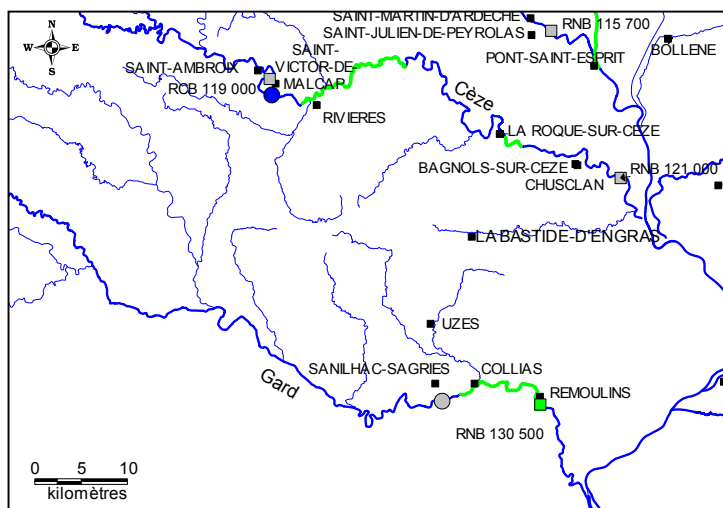 SAINT-MARTIN-D'ARDECHE
RNB 115 700
SAINT-JULIEN-DE-PEYROLAS
N
W E
S
SAINT-
VICTOR-DE-
MALCAP
SAINT-AMBROIX
PONT-SAINT-ESPRIT
BOLLENE
RCB 119 000
RIVIERES
Cèze
LA ROQUE-SUR-CEZE
BAGNOLS-SUR-CEZE
RNB 121 000
CHUSCLAN
LA BASTIDE-D'ENGRAS
UZES
SANILHAC-SAGRIES
COLLIAS
Gard
REMOULINS
RNB 130 500
0 5 10
kilomètres